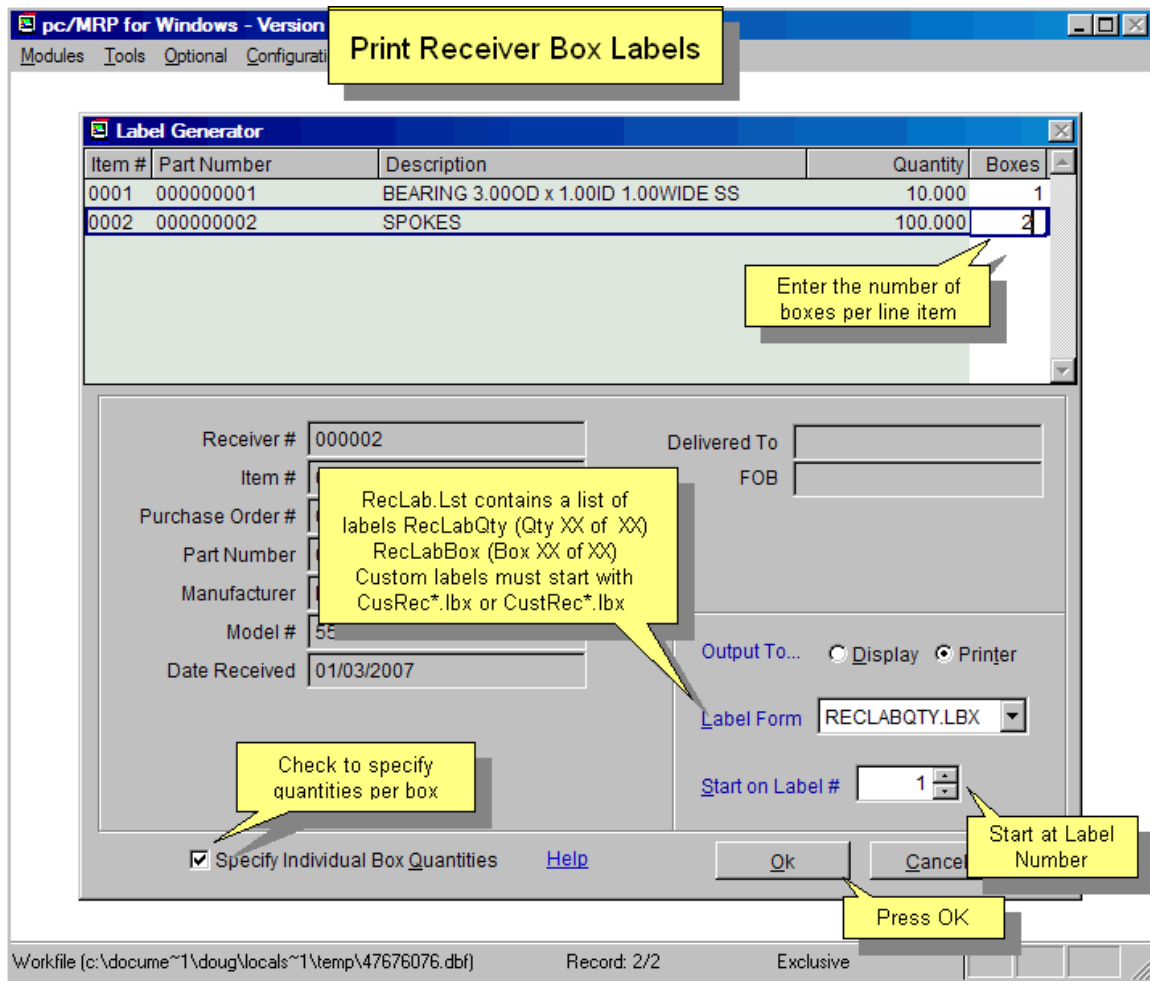 pc/MRP for Windows - Version
Print Receiver Box Labels
Modules Tools Optional Configurati
Label Generator
Item # Part Number Description Quantity Boxes
0001 000000001 BEARING 3.00OD x 1.00ID 1.00WIDE SS 10.000 1
0002 000000002 SPOKES 100.000 2
Enter the number of
boxes per line item
Receiver # 000002
Item #
Purchase Order #
Part Number
Manufacturer
Model # 55
Date Received 01/03/2007
Delivered To
FOB
RecLab.Lst contains a list of
labels RecLabQty (Qty XX of XX)
RecLabBox (Box XX of XX)
Custom labels must start with
CusRec*.lbx or CustRec*.lbx
Output To... Display Printer
Label Form RECLABQTY.LBX
Start on Label # 1
Check to specify
quantities per box
Start at Label
Number
Specify Individual Box Quantities Help Ok Cancel
Press OK
Workfile (c:\docume~1\doug\locals~1\temp\47676076.dbf) Record: 2/2 Exclusive